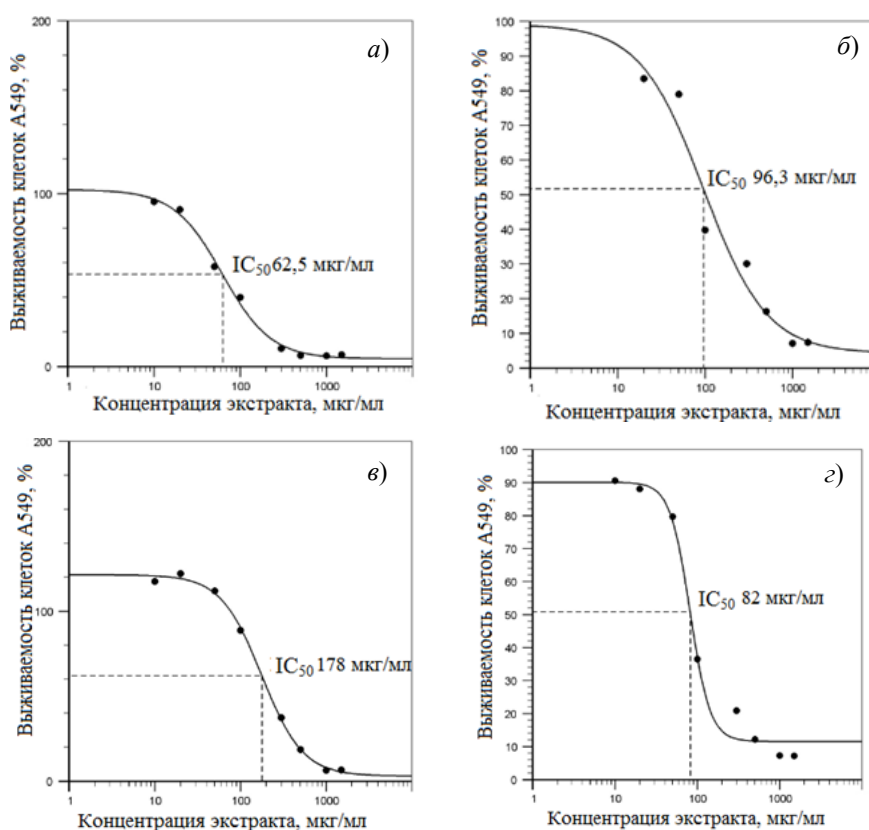 а)
Выживаемость клеток А549, %
200
100
0
IC50 62,5 мкг/мл
1 10 100 1000
Концентрация экстракта, мкг/мл
б)
Выживаемость клеток А549, %
100
90
80
70
60
50
40
30
20
10
0
IC50 96,3 мкг/мл
1 10 100 1000
Концентрация экстракта, мкг/мл
в)
Выживаемость клеток А549, %
200
100
0
IC50 178 мкг/мл
1 10 100 1000
Концентрация экстракта, мкг/мл
г)
Выживаемость клеток А549, %
100
90
80
70
60
50
40
30
20
10
0
IC50 82 мкг/мл
1 10 100 1000
Концентрация экстракта, мкг/мл